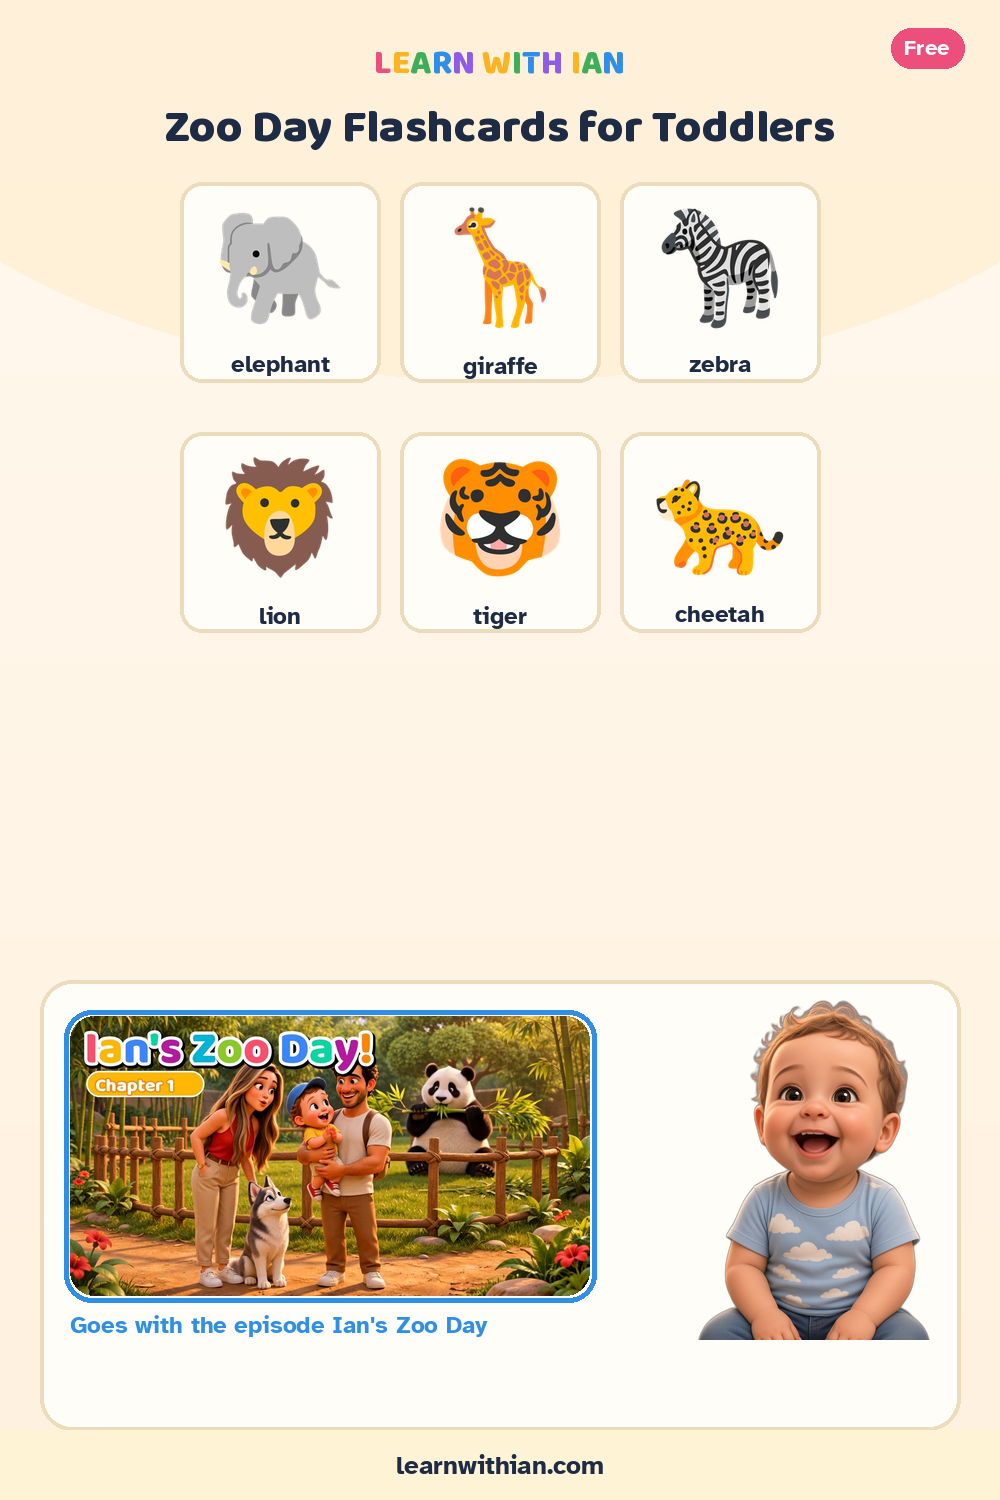 LEARN WITH IAN
Free
Zoo Day Flashcards for Toddlers
elephant
giraffe
zebra
lion
tiger
cheetah
Ian's Zoo Day!
Chapter 1
Goes with the episode Ian's Zoo Day
learnwithian.com